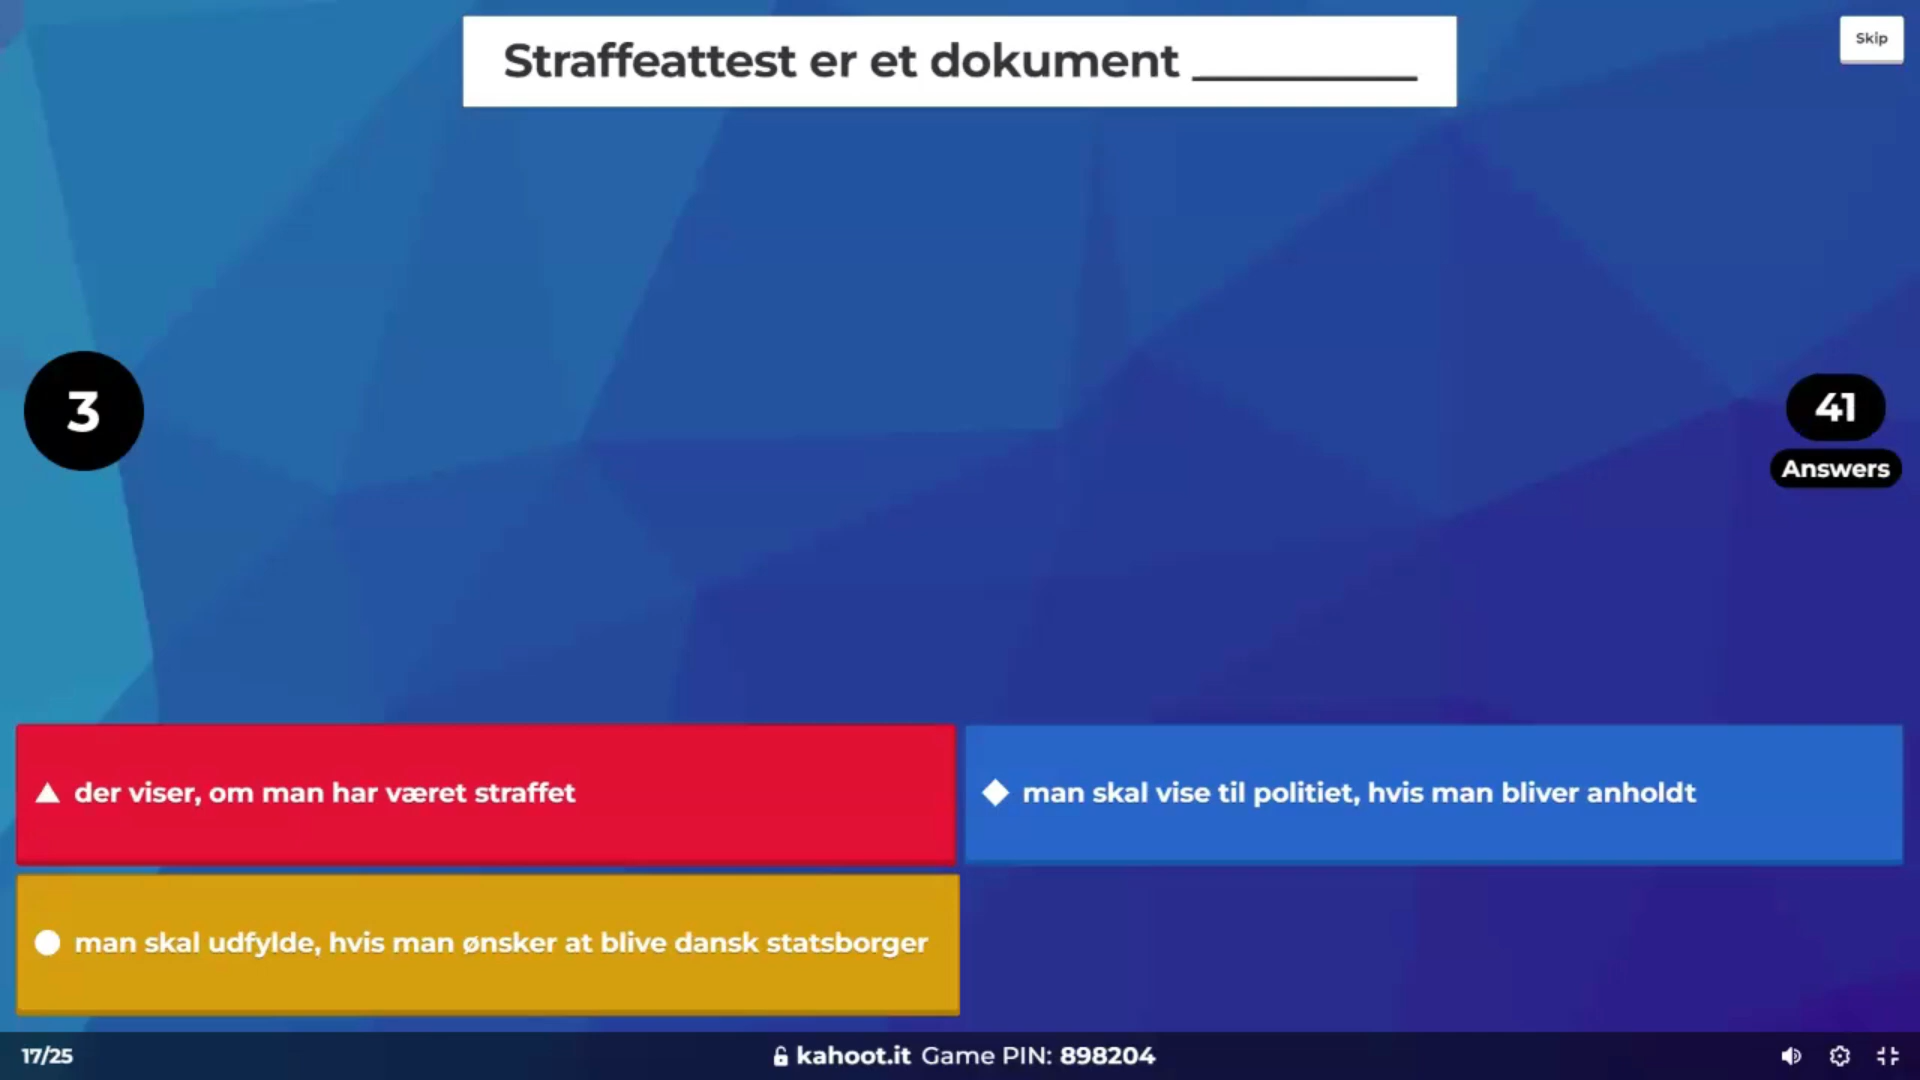 Straffeattest er et dokument __________
Skip
3
41
Answers
der viser, om man har været straffet
man skal vise til politiet, hvis man bliver anholdt
man skal udfylde, hvis man ønsker at blive dansk statsborger
17/25
kahoot.it Game PIN: 898204